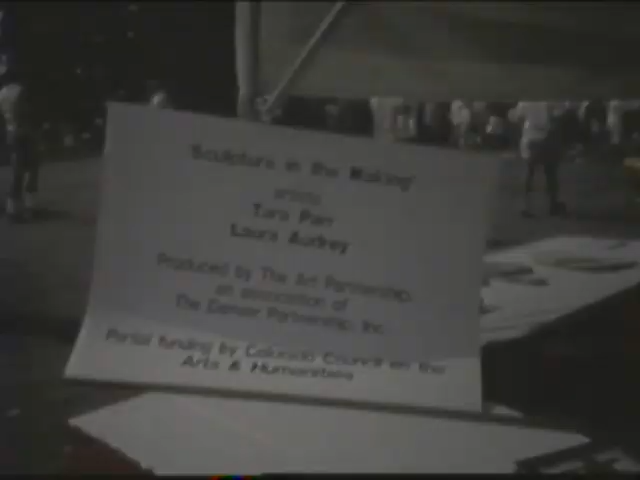 "Sculpture in the Making"
artists
Tara Parr
Laura Audrey
Produced by The Art Partnership,
an association of
The Denver Partnership, Inc.
Partial funding by Colorado Council on the
Arts & Humanities